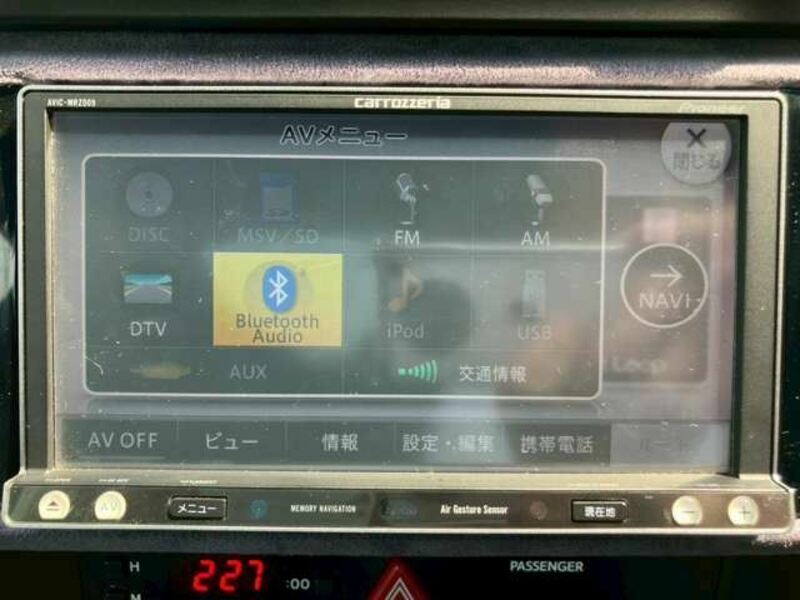 AVIC-MRZ009
carrozzeria
Pioneer
AVメニュー
閉じる
DISC
MSV/SD
FM
AM
DTV
Bluetooth Audio
iPod
USB
NAVI
AUX
交通情報
AV OFF
ビュー
情報
設定・編集
携帯電話
AV
メニュー
MEMORY NAVIGATION
Air Gesture Sensor
現在地
H
227
:00
PASSENGER
M